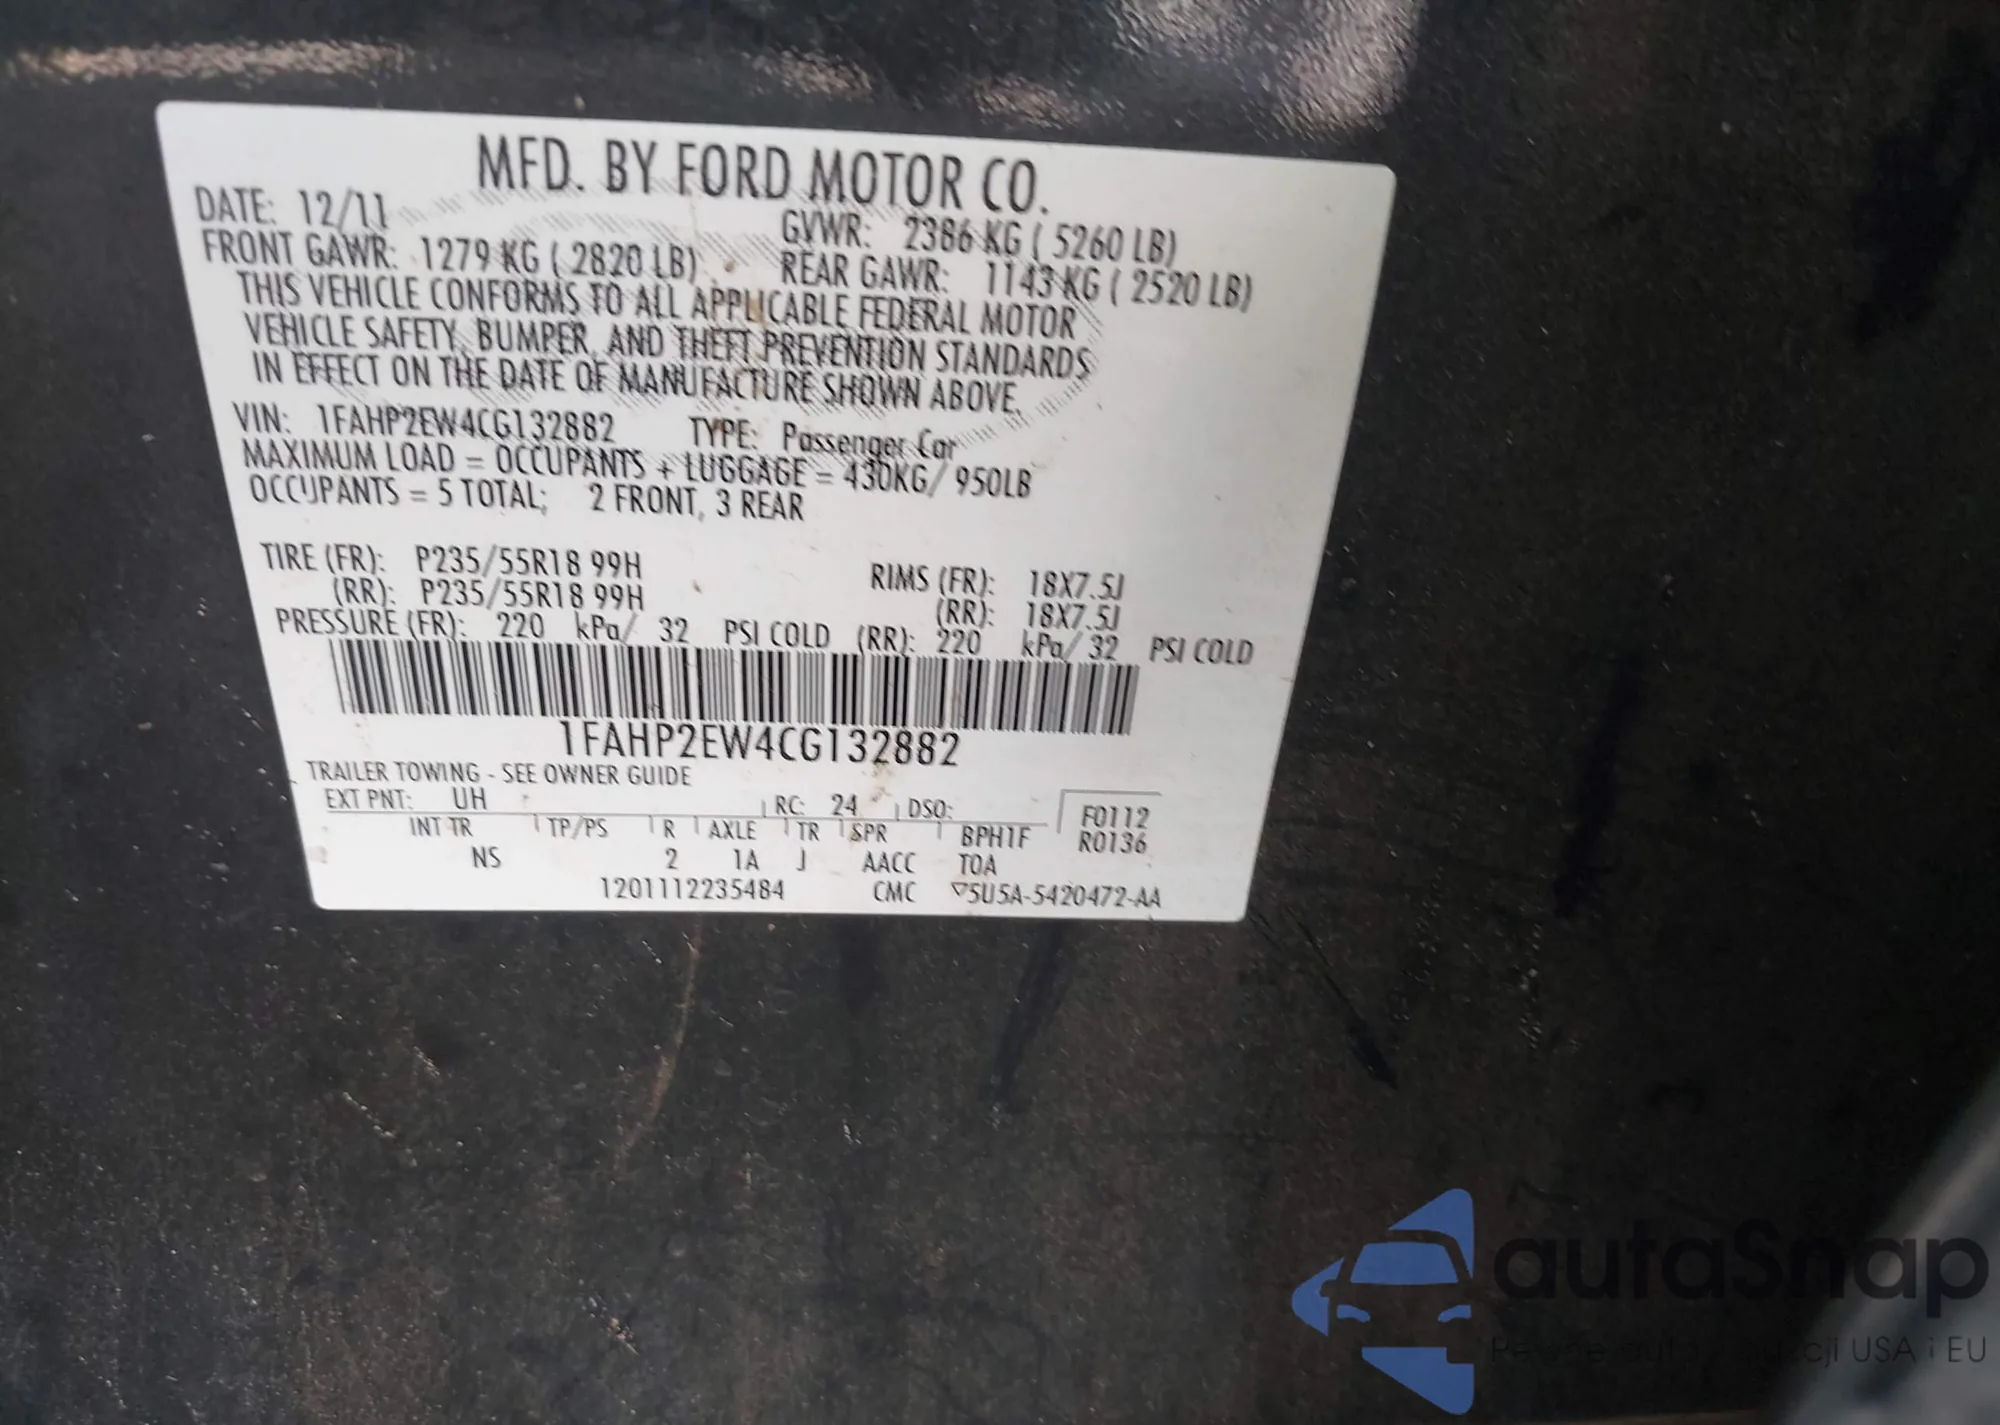 MFD. BY FORD MOTOR CO.
DATE: 12/11 GVWR: 2386 KG ( 5260 LB)
FRONT GAWR: 1279 KG ( 2820 LB) REAR GAWR: 1143 KG ( 2520 LB)
THIS VEHICLE CONFORMS TO ALL APPLICABLE FEDERAL MOTOR
VEHICLE SAFETY, BUMPER, AND THEFT PREVENTION STANDARDS
IN EFFECT ON THE DATE OF MANUFACTURE SHOWN ABOVE.
VIN: 1FAHP2EW4CG132882 TYPE: Passenger Car
MAXIMUM LOAD = OCCUPANTS + LUGGAGE = 430KG/ 950LB
OCCUPANTS = 5 TOTAL; 2 FRONT, 3 REAR
TIRE (FR): P235/55R18 99H RIMS (FR): 18X7.5J
(RR): P235/55R18 99H (RR): 18X7.5J
PRESSURE (FR): 220 kPa/ 32 PSI COLD (RR): 220 kPa/ 32 PSI COLD
1FAHP2EW4CG132882
TRAILER TOWING - SEE OWNER GUIDE
EXT PNT: UH RC: 24 DSO: F0112
INT TR TP/PS R AXLE TR SPR BPH1F R0136
NS 2 1A J AACC TOA
1201112235484 CMC ▽5U5A-5420472-AA
autaSnap
USA i EU